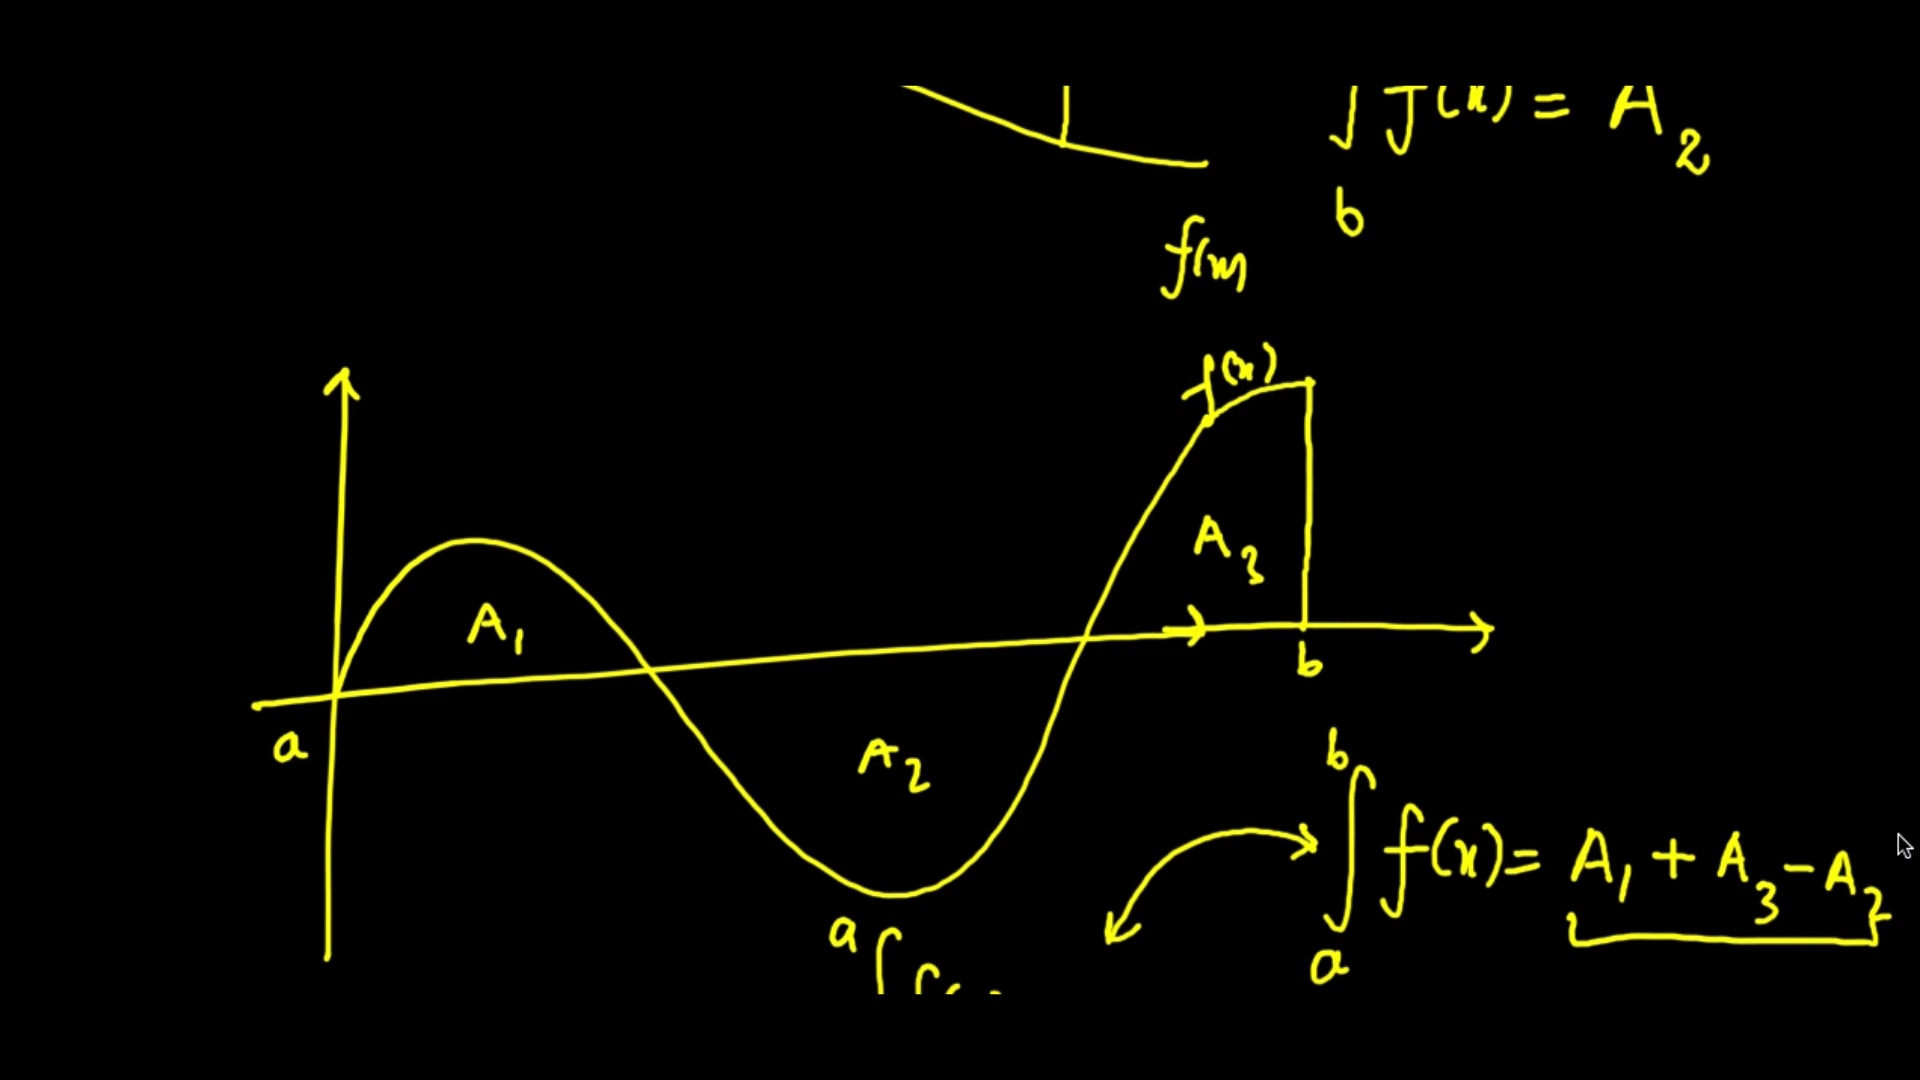 ∫ f(x) = A₂
b
f(x)
f(x)
A₃
A₁
b
a
A₂
b
∫ f(x) = A₁ + A₃ - A₂
a
a
∫